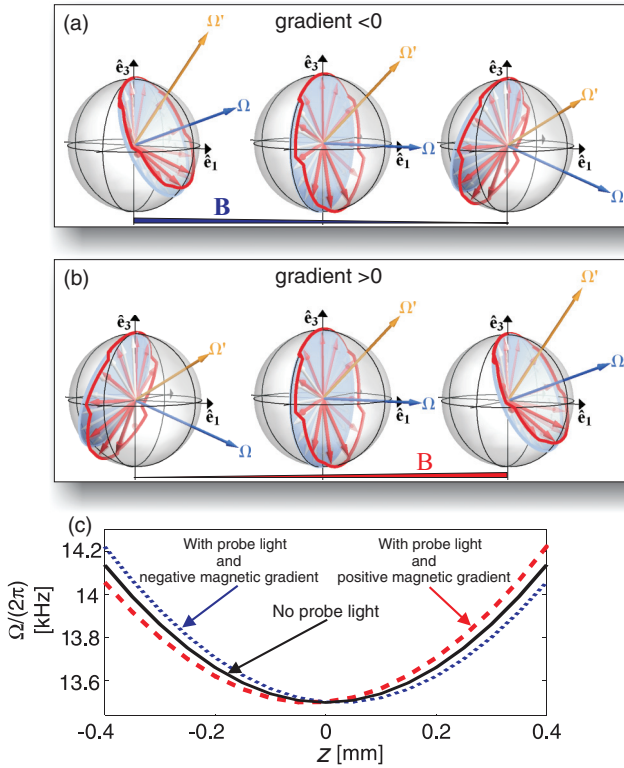 (a) gradient <0
Ω' Ω' Ω'
ê3 ê3 ê3
Ω Ω Ω
ê1 ê1
B
(b) gradient >0
Ω' Ω' Ω'
ê3 ê3 ê3
Ω Ω Ω
ê1 ê1
B
(c)
Ω/(2π)
[kHz]
14.2
14
13.8
13.6
With probe light
and
negative magnetic gradient
With probe light
and
positive magnetic gradient
No probe light
-0.4 -0.2 0 0.2 0.4
z [mm]